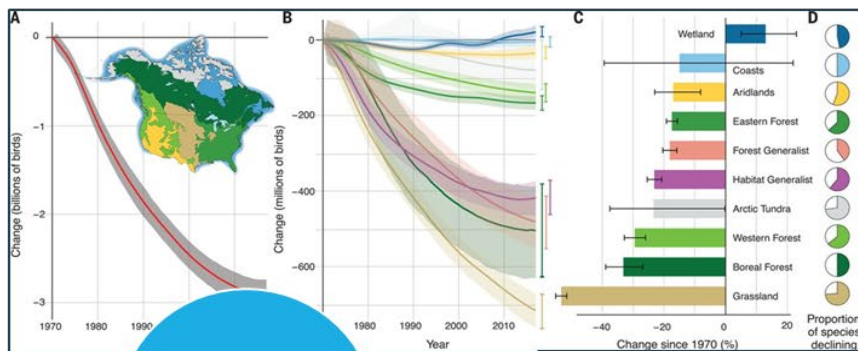 A
B
C
D
0
−1
−2
−3
Change (billions of birds)
1970
1980
1990
0
−200
−400
−600
Change (millions of birds)
1980
1990
2000
2010
Year
Wetland
Coasts
Aridlands
Eastern Forest
Forest Generalist
Habitat Generalist
Arctic Tundra
Western Forest
Boreal Forest
Grassland
−40
−20
0
20
Change since 1970 (%)
Proportion
of species
declining